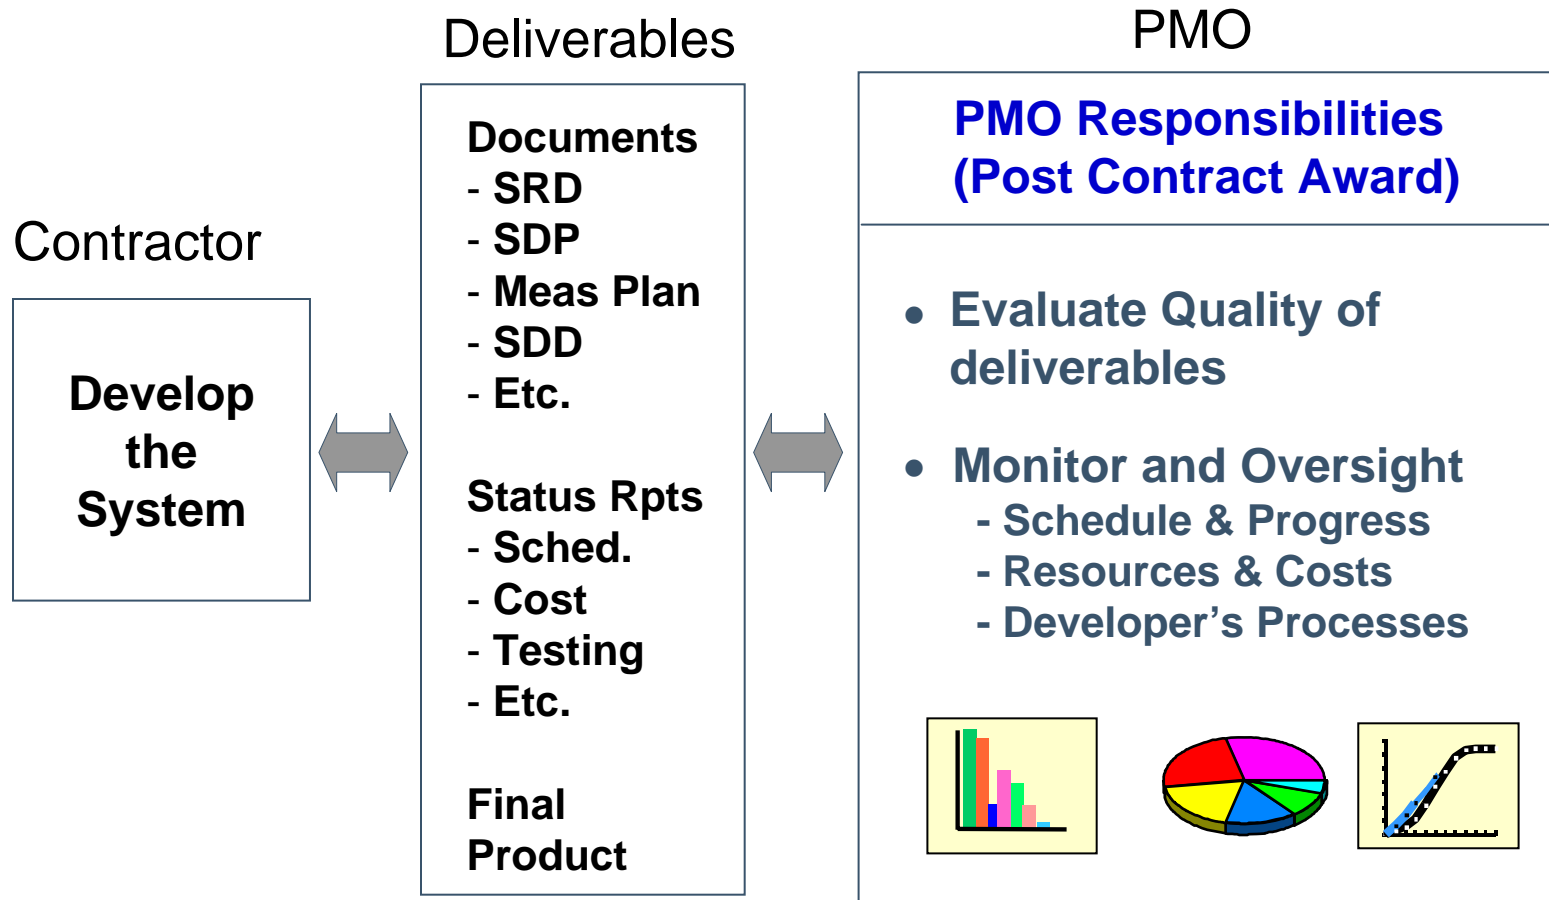 Contractor
Develop
the
System
Deliverables
Documents
- SRD
- SDP
- Meas Plan
- SDD
- Etc.
Status Rpts
- Sched.
- Cost
- Testing
- Etc.
Final
Product
PMO
PMO Responsibilities
(Post Contract Award)
• Evaluate Quality of
deliverables
• Monitor and Oversight
- Schedule & Progress
- Resources & Costs
- Developer’s Processes